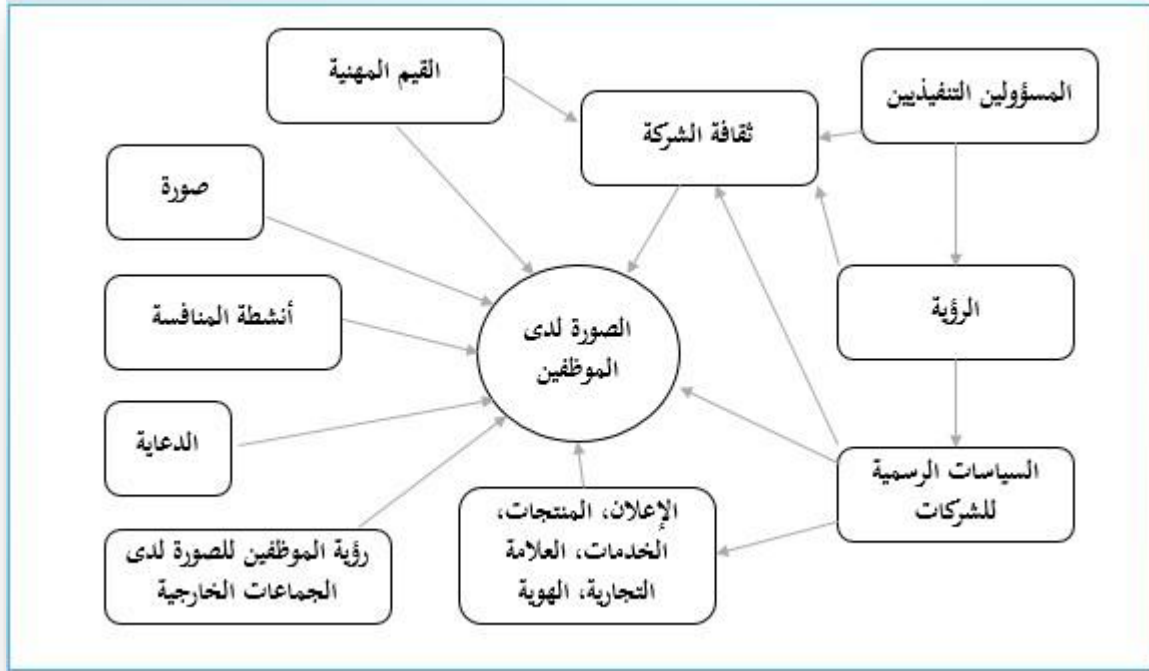 المسؤولين التنفيذيين
القيم المهنية
ثقافة الشركة
صورة
الرؤية
أنشطة المنافسة
الصورة لدى
الموظفين
الدعاية
السياسات الرسمية
للشركات
الإعلان، المنتجات،
الخدمات، العلامة
التجارية، الهوية
رؤية الموظفين للصورة لدى
الجماعات الخارجية